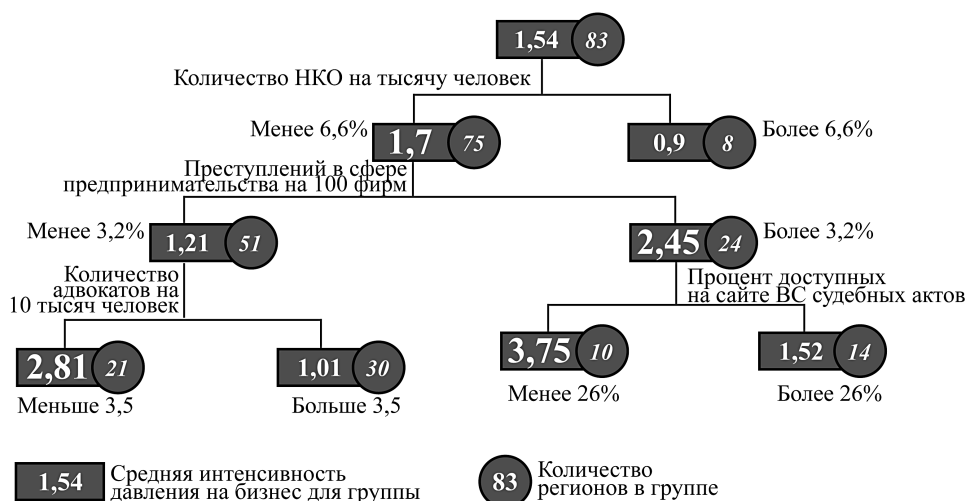 1,54 83
Количество НКО на тысячу человек
Менее 6,6% 1,7 75 0,9 8 Более 6,6%
Преступлений в сфере
предпринимательства на 100 фирм
Менее 3,2% 1,21 51 2,45 24 Более 3,2%
Количество
адвокатов на
10 тысяч человек
Процент доступных
на сайте ВС судебных актов
2,81 21 1,01 30 3,75 10 1,52 14
Меньше 3,5 Больше 3,5 Менее 26% Более 26%
1,54 Средняя интенсивность
давления на бизнес для группы
83 Количество
регионов в группе